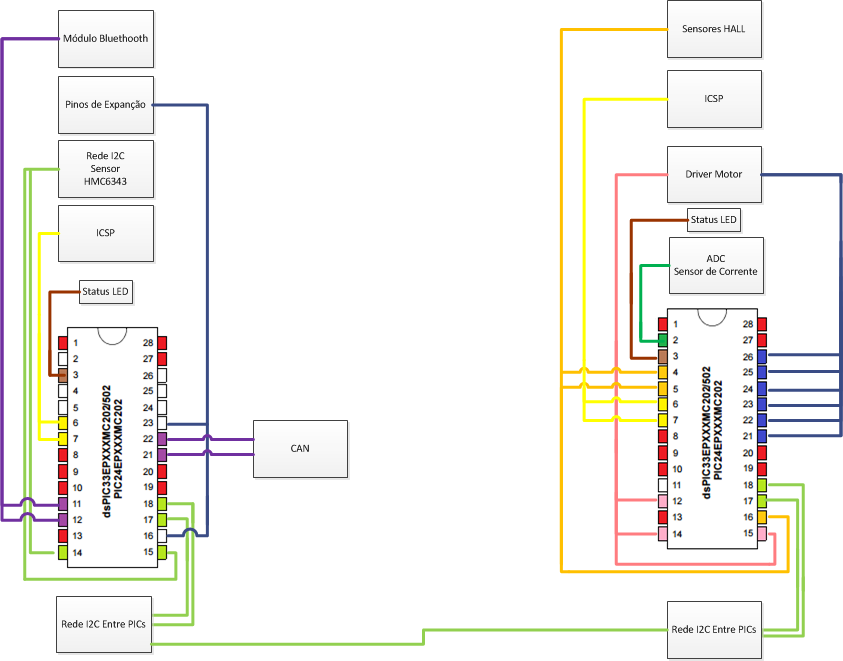 Módulo Bluethooth
Pinos de Expanção
Rede I2C
Sensor
HMC6343
ICSP
Status LED
1
2
3
4
5
6
7
8
9
10
11
12
13
14
28
27
26
25
24
23
22
21
20
19
18
17
16
15
dsPIC33EPXXXMC202/502
PIC24EPXXXMC202
CAN
Rede I2C Entre PICs
Sensores HALL
ICSP
Driver Motor
Status LED
ADC
Sensor de Corrente
1
2
3
4
5
6
7
8
9
10
11
12
13
14
28
27
26
25
24
23
22
21
20
19
18
17
16
15
dsPIC33EPXXXMC202/502
PIC24EPXXXMC202
Rede I2C Entre PICs